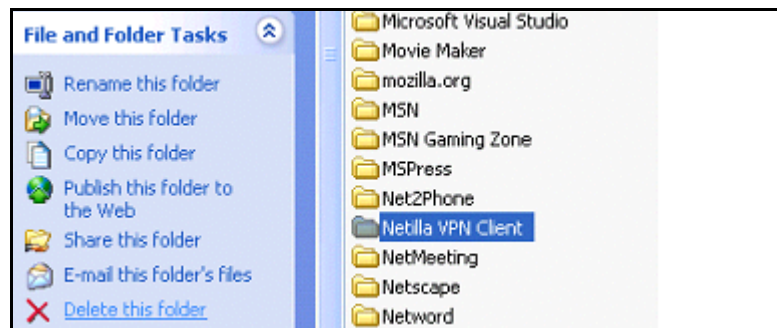 File and Folder Tasks
Rename this folder
Move this folder
Copy this folder
Publish this folder to
the Web
Share this folder
E-mail this folder's files
Delete this folder
Microsoft Visual Studio
Movie Maker
mozilla.org
MSN
MSN Gaming Zone
MSPress
Net2Phone
Netilla VPN Client
NetMeeting
Netscape
Netword